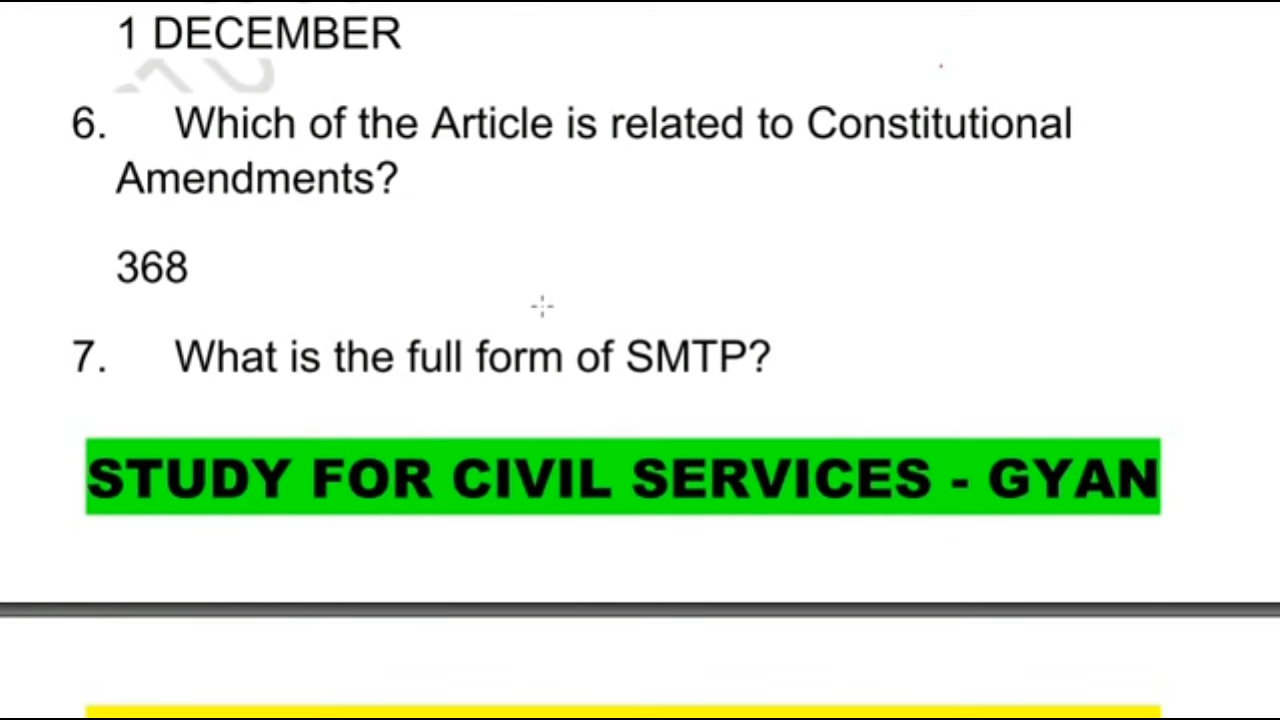 1 DECEMBER
6. Which of the Article is related to Constitutional
Amendments?
368
7. What is the full form of SMTP?
STUDY FOR CIVIL SERVICES - GYAN